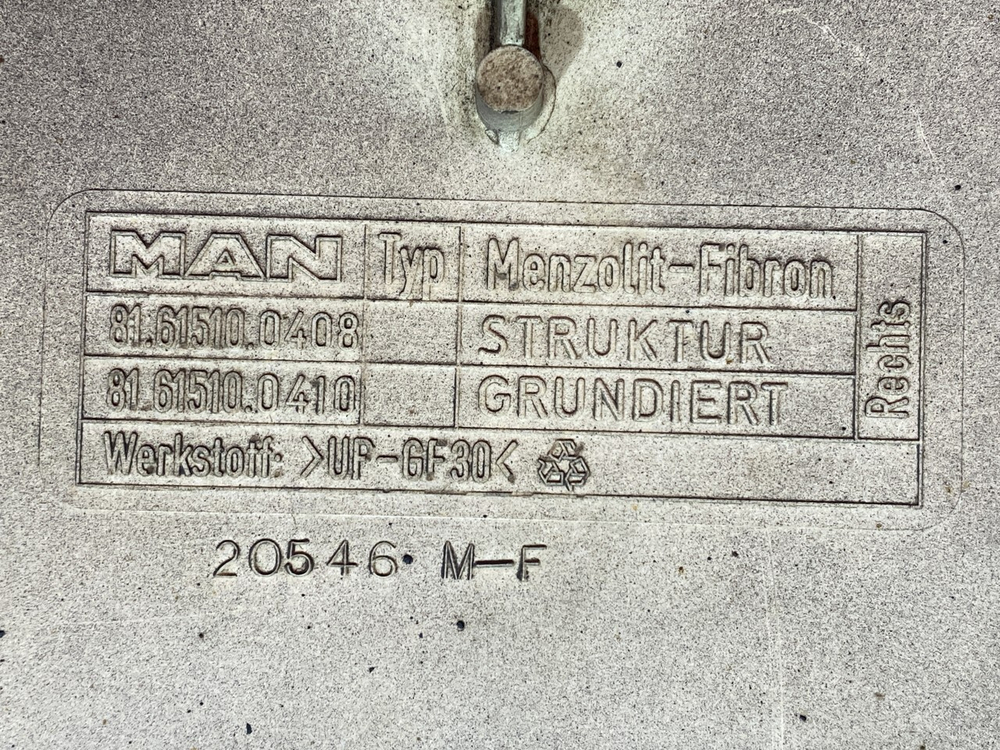 MAN Typ Menzolit-Fibron
81.61510.0408 STRUKTUR
81.61510.0410 GRUNDIERT
Rechts
Werkstoff: >UP-GF30<
20546 M-F